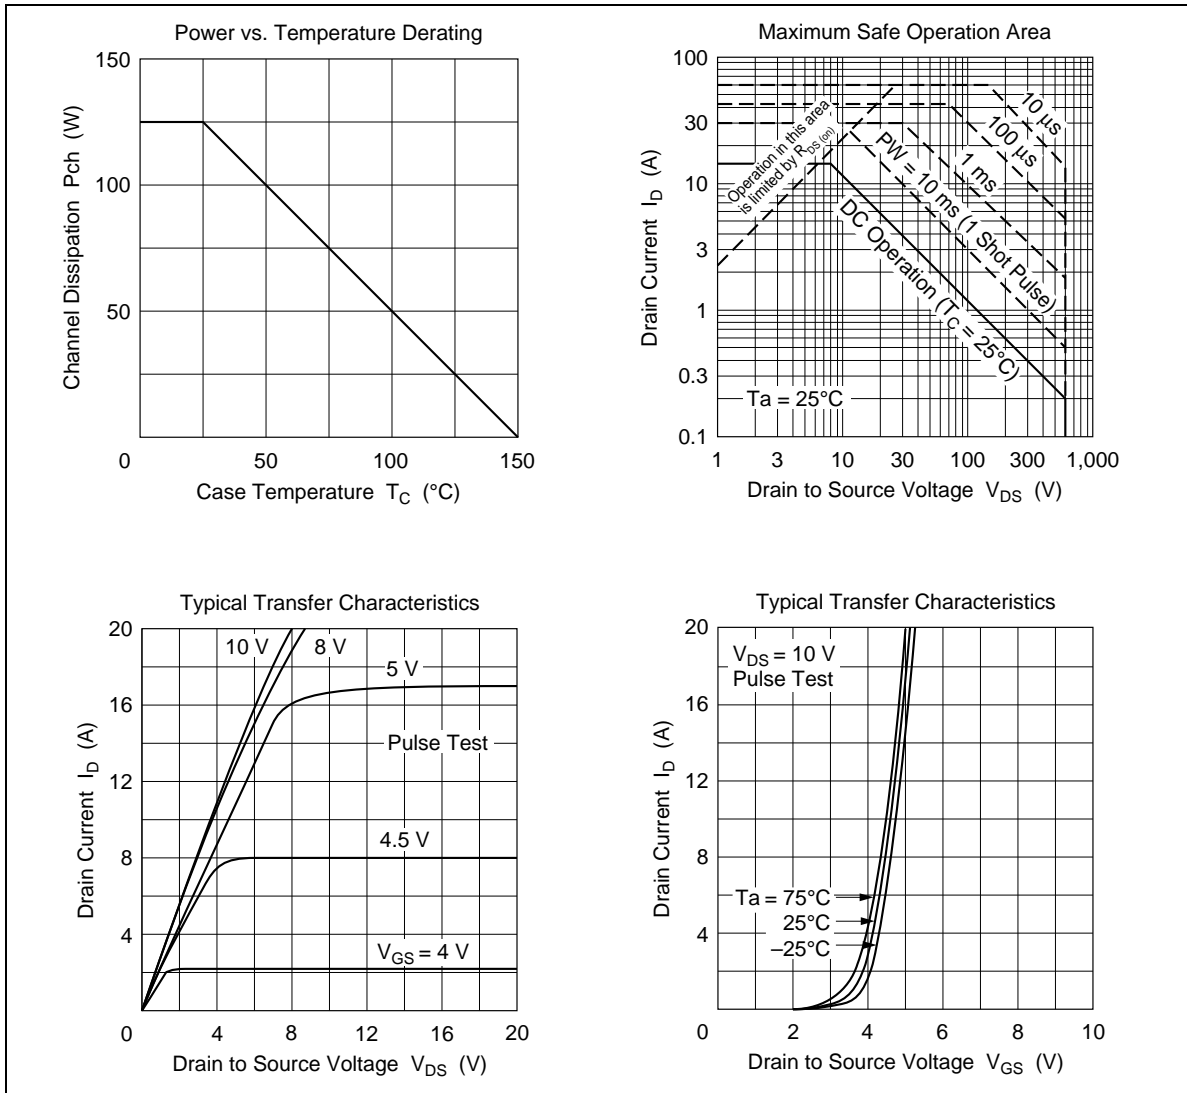 Power vs. Temperature Derating
150
100
50
0
50
100
150
Channel Dissipation Pch (W)
Case Temperature T_C (°C)
Maximum Safe Operation Area
100
30
10
3
1
0.3
0.1
1
3
10
30
100
300
1,000
Drain Current I_D (A)
Drain to Source Voltage V_DS (V)
Operation in this area
is limited by R_DS (on)
10 μs
100 μs
1 ms
PW = 10 ms (1 Shot Pulse)
DC Operation (T_C = 25°C)
Ta = 25°C
Typical Transfer Characteristics
20
16
12
8
4
0
4
8
12
16
20
Drain Current I_D (A)
Drain to Source Voltage V_DS (V)
10 V
8 V
5 V
Pulse Test
4.5 V
V_GS = 4 V
Typical Transfer Characteristics
20
16
12
8
4
0
2
4
6
8
10
Drain Current I_D (A)
Drain to Source Voltage V_GS (V)
V_DS = 10 V
Pulse Test
Ta = 75°C
25°C
–25°C